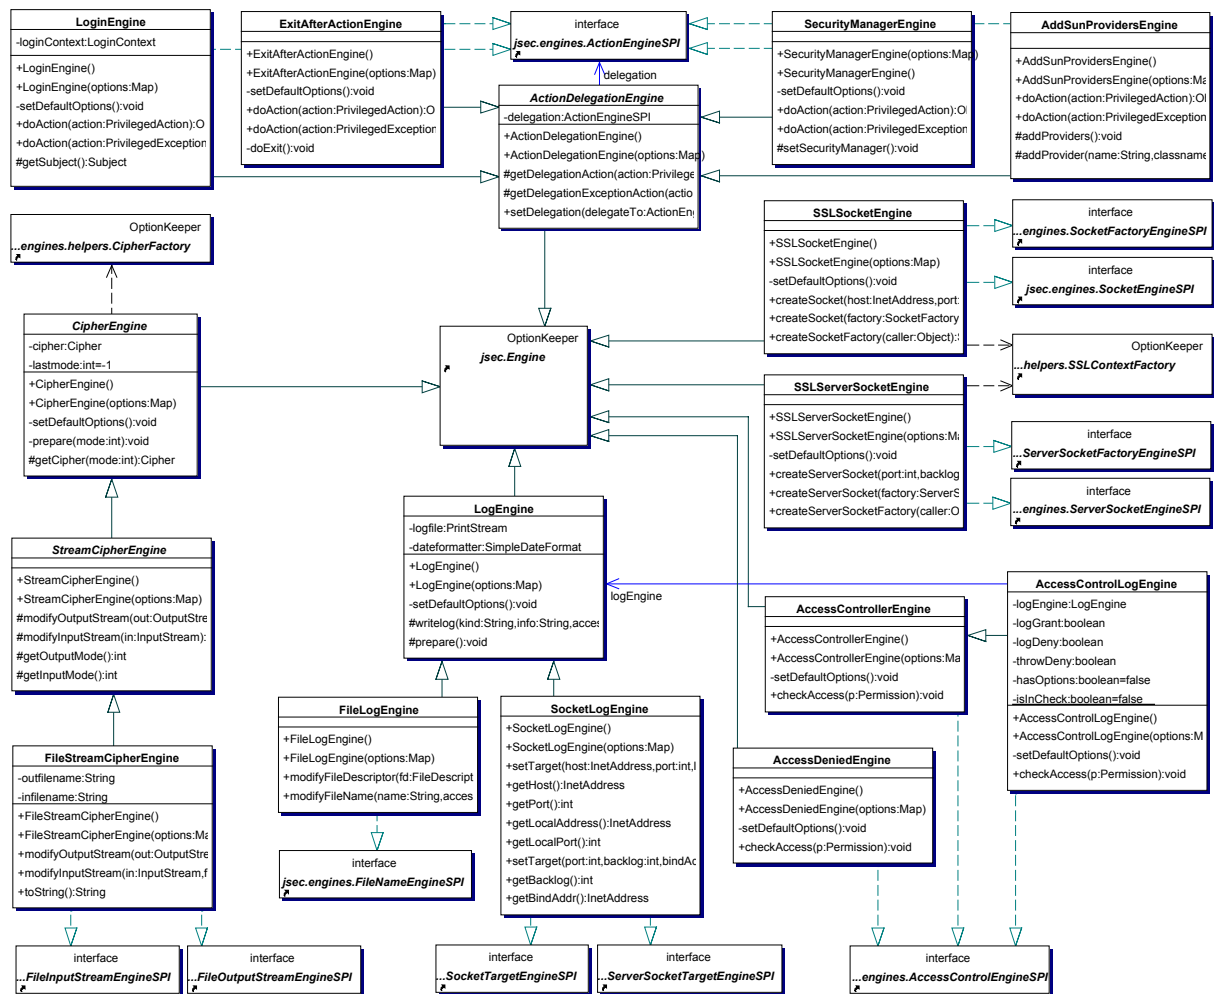 LoginEngine
-loginContext:LoginContext
+LoginEngine()
+LoginEngine(options:Map)
-setDefaultOptions():void
+doAction(action:PrivilegedAction):O
+doAction(action:PrivilegedException
#getSubject():Subject
ExitAfterActionEngine
+ExitAfterActionEngine()
+ExitAfterActionEngine(options:Map)
-setDefaultOptions():void
+doAction(action:PrivilegedAction):O
+doAction(action:PrivilegedException
-doExit():void
interface
jsec.engines.ActionEngineSPI
delegation
ActionDelegationEngine
-delegation:ActionEngineSPI
+ActionDelegationEngine()
+ActionDelegationEngine(options:Map)
#getDelegationAction(action:Privilege
#getDelegationExceptionAction(actio
+setDelegation(delegateTo:ActionEn
SecurityManagerEngine
+SecurityManagerEngine(options:Map)
+SecurityManagerEngine()
-setDefaultOptions():void
+doAction(action:PrivilegedAction):O
+doAction(action:PrivilegedException
#setSecurityManager():void
AddSunProvidersEngine
+AddSunProvidersEngine()
+AddSunProvidersEngine(options:Ma
+doAction(action:PrivilegedAction):O
+doAction(action:PrivilegedException
#addProviders():void
#addProvider(name:String,classname
OptionKeeper
...engines.helpers.CipherFactory
CipherEngine
-cipher:Cipher
-lastmode:int=-1
+CipherEngine()
+CipherEngine(options:Map)
-setDefaultOptions():void
-prepare(mode:int):void
#getCipher(mode:int):Cipher
OptionKeeper
jsec.Engine
SSLSocketEngine
+SSLSocketEngine()
+SSLSocketEngine(options:Map)
-setDefaultOptions():void
+createSocket(host:InetAddress,port:
+createSocket(factory:SocketFactory
+createSocketFactory(caller:Object):S
interface
...engines.SocketFactoryEngineSPI
interface
jsec.engines.SocketEngineSPI
OptionKeeper
...helpers.SSLContextFactory
SSLServerSocketEngine
+SSLServerSocketEngine()
+SSLServerSocketEngine(options:Ma
-setDefaultOptions():void
+createServerSocket(port:int,backlog
+createServerSocket(factory:ServerS
+createServerSocketFactory(caller:O
interface
...ServerSocketFactoryEngineSPI
interface
...engines.ServerSocketEngineSPI
StreamCipherEngine
+StreamCipherEngine()
+StreamCipherEngine(options:Map)
#modifyOutputStream(out:OutputStre
#modifyInputStream(in:InputStream):
#getOutputMode():int
#getInputMode():int
LogEngine
-logfile:PrintStream
-dateformatter:SimpleDateFormat
+LogEngine()
+LogEngine(options:Map)
-setDefaultOptions():void
#writelog(kind:String,info:String,acces
#prepare():void
logEngine
AccessControllerEngine
+AccessControllerEngine()
+AccessControllerEngine(options:Ma
-setDefaultOptions():void
+checkAccess(p:Permission):void
AccessControlLogEngine
-logEngine:LogEngine
-logGrant:boolean
-logDeny:boolean
-throwDeny:boolean
-hasOptions:boolean=false
-isInCheck:boolean=false
+AccessControlLogEngine()
+AccessControlLogEngine(options:M
-setDefaultOptions():void
+checkAccess(p:Permission):void
FileStreamCipherEngine
-outfilename:String
-infilename:String
+FileStreamCipherEngine()
+FileStreamCipherEngine(options:Ma
+modifyOutputStream(out:OutputStre
+modifyInputStream(in:InputStream,f
+toString():String
FileLogEngine
+FileLogEngine()
+FileLogEngine(options:Map)
+modifyFileDescriptor(fd:FileDescript
+modifyFileName(name:String,acces
interface
jsec.engines.FileNameEngineSPI
SocketLogEngine
+SocketLogEngine()
+SocketLogEngine(options:Map)
+setTarget(host:InetAddress,port:int,l
+getHost():InetAddress
+getPort():int
+getLocalAddress():InetAddress
+getLocalPort():int
+setTarget(port:int,backlog:int,bindAd
+getBacklog():int
+getBindAddr():InetAddress
AccessDeniedEngine
+AccessDeniedEngine()
+AccessDeniedEngine(options:Map)
-setDefaultOptions():void
+checkAccess(p:Permission):void
interface
...FileInputStreamEngineSPI
interface
...FileOutputStreamEngineSPI
interface
...SocketTargetEngineSPI
interface
...ServerSocketTargetEngineSPI
interface
...engines.AccessControlEngineSPI